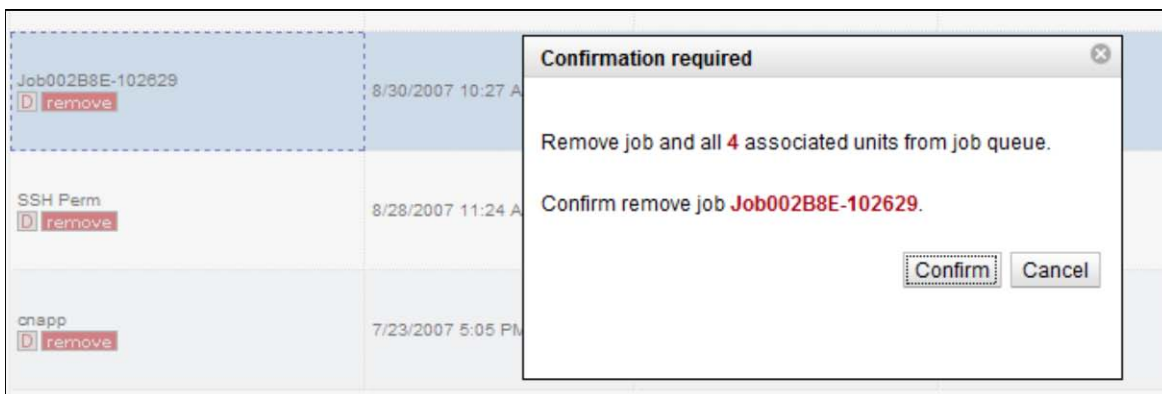 Job002B8E-102629
D remove
8/30/2007 10:27 A
SSH Perm
D remove
8/28/2007 11:24 A
cnapp
D remove
7/23/2007 5:05 PM
Confirmation required
Remove job and all 4 associated units from job queue.
Confirm remove job Job002B8E-102629.
Confirm Cancel